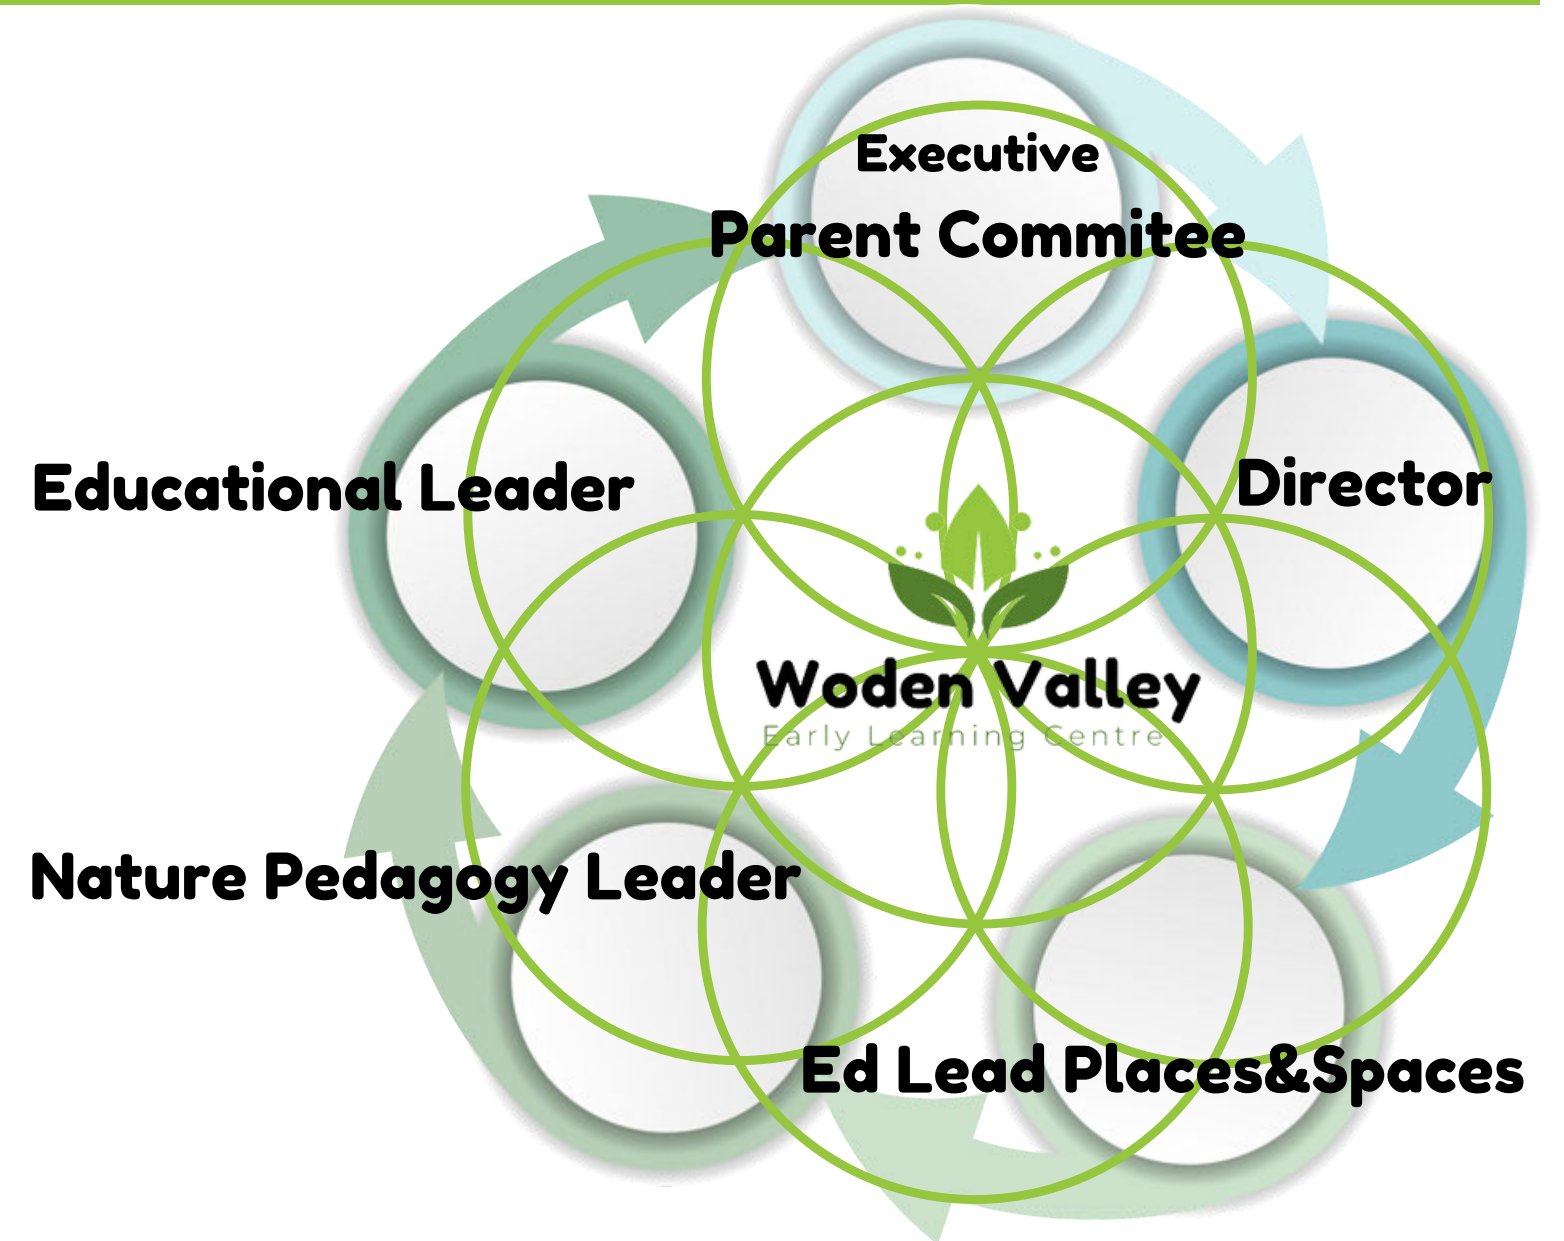 Executive
Parent Commitee
Director
Educational Leader
Woden Valley
Early Learning Centre
Nature Pedagogy Leader
Ed Lead Places&Spaces